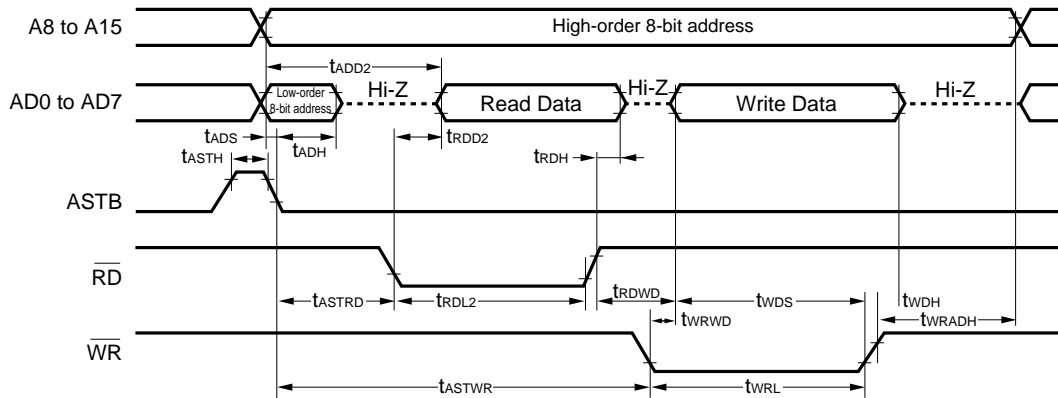 A8 to A15
High-order 8-bit address
tADD2
AD0 to AD7
Low-order
8-bit address
Hi-Z
Read Data
Hi-Z
Write Data
Hi-Z
tADS
tADH
tRDD2
tASTH
tRDH
ASTB
RD
tASTRD
tRDL2
tRDWD
tWDS
tWDH
tWRWD
tWRADH
WR
tASTWR
tWRL